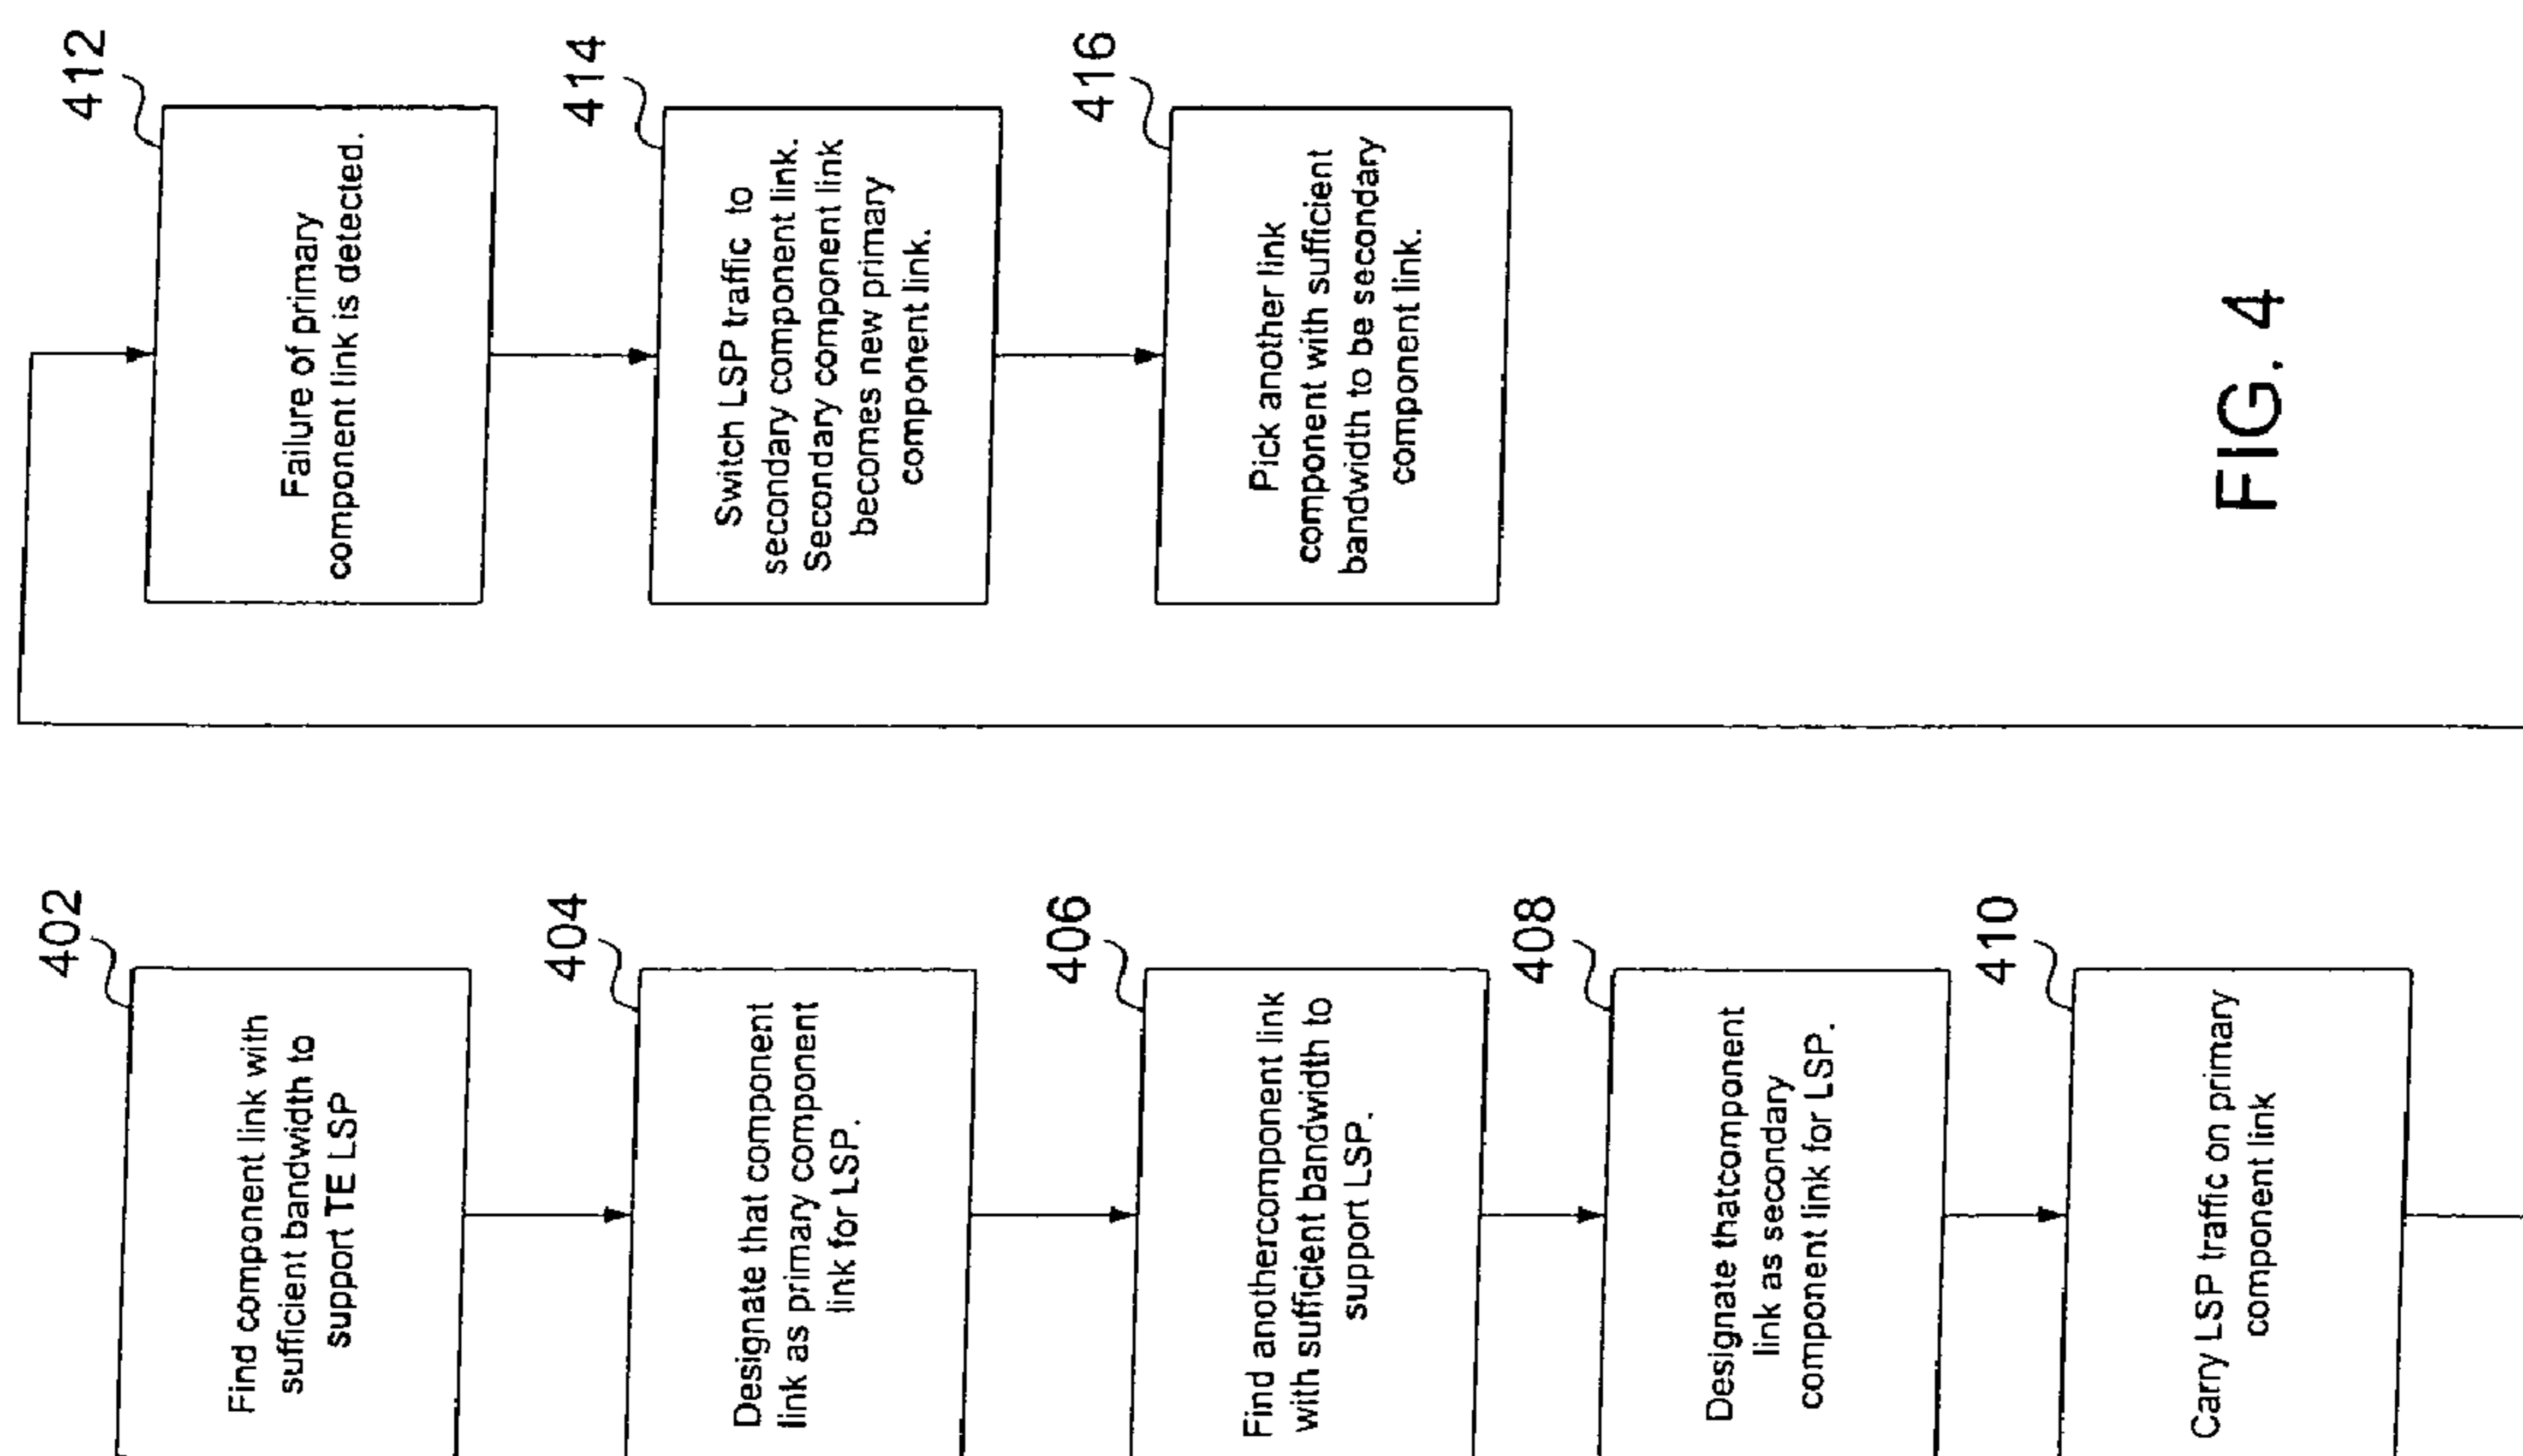 402
Find component link with
sufficient bandwidth to
support TE LSP
404
Designate that component
link as primary component
link for LSP.
406
Find anothercomponent link
with sufficient bandwidth to
support LSP.
408
Designate thatcomponent
link as secondary
component link for LSP.
410
Carry LSP traffic on primary
component link
412
Failure of primary
component link is detected.
414
Switch LSP traffic to
secondary component link.
Secondary component link
becomes new primary
component link.
416
Pick another link
component with sufficient
bandwidth to be secondary
component link.
FIG. 4